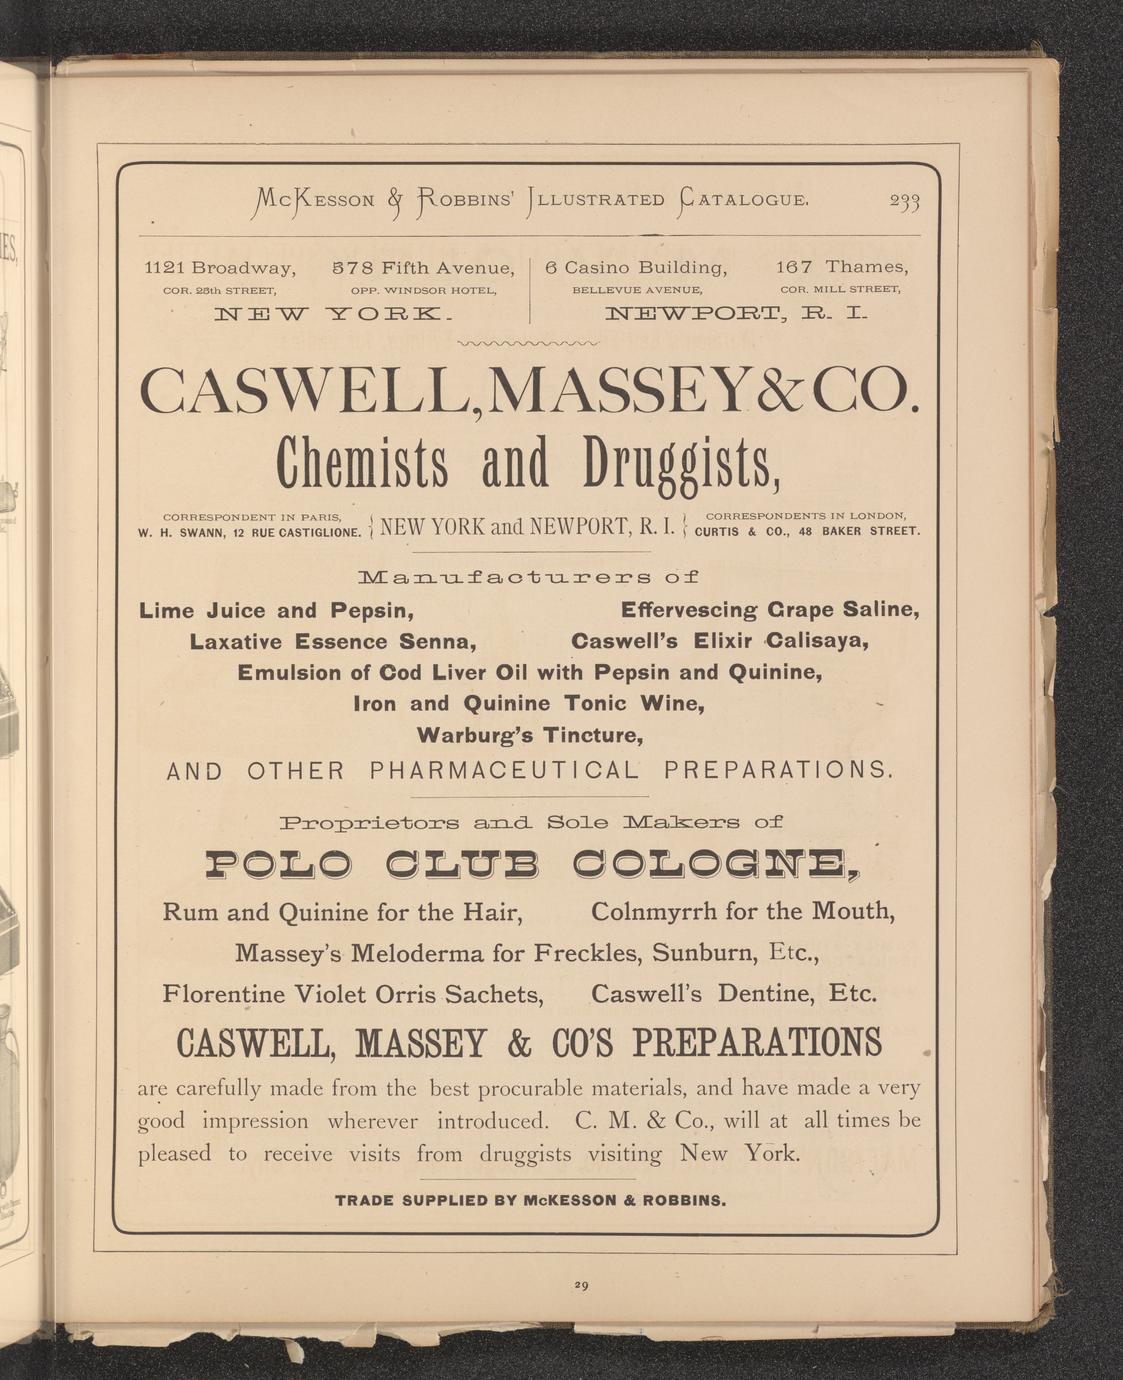 McKesson & Robbins' Illustrated Catalogue. 233
1121 Broadway, 578 Fifth Avenue, 6 Casino Building, 167 Thames,
COR. 25th STREET, OPP. WINDSOR HOTEL, BELLEVUE AVENUE, COR. MILL STREET,
NEW YORK. NEWPORT, R. I.
CASWELL, MASSEY & CO.
Chemists and Druggists,
CORRESPONDENT IN PARIS, CORRESPONDENTS IN LONDON,
W. H. SWANN, 12 RUE CASTIGLIONE. } NEW YORK and NEWPORT, R. I. { CURTIS & CO., 48 BAKER STREET.
Manufacturers of
Lime Juice and Pepsin, Effervescing Grape Saline,
Laxative Essence Senna, Caswell's Elixir Calisaya,
Emulsion of Cod Liver Oil with Pepsin and Quinine,
Iron and Quinine Tonic Wine,
Warburg's Tincture,
AND OTHER PHARMACEUTICAL PREPARATIONS.
Proprietors and Sole Makers of
POLO CLUB COLOGNE,
Rum and Quinine for the Hair, Colnmyrrh for the Mouth,
Massey's Meloderma for Freckles, Sunburn, Etc.,
Florentine Violet Orris Sachets, Caswell's Dentine, Etc.
CASWELL, MASSEY & CO'S PREPARATIONS
are carefully made from the best procurable materials, and have made a very
good impression wherever introduced. C. M. & Co., will at all times be
pleased to receive visits from druggists visiting New York.
TRADE SUPPLIED BY McKESSON & ROBBINS.
29